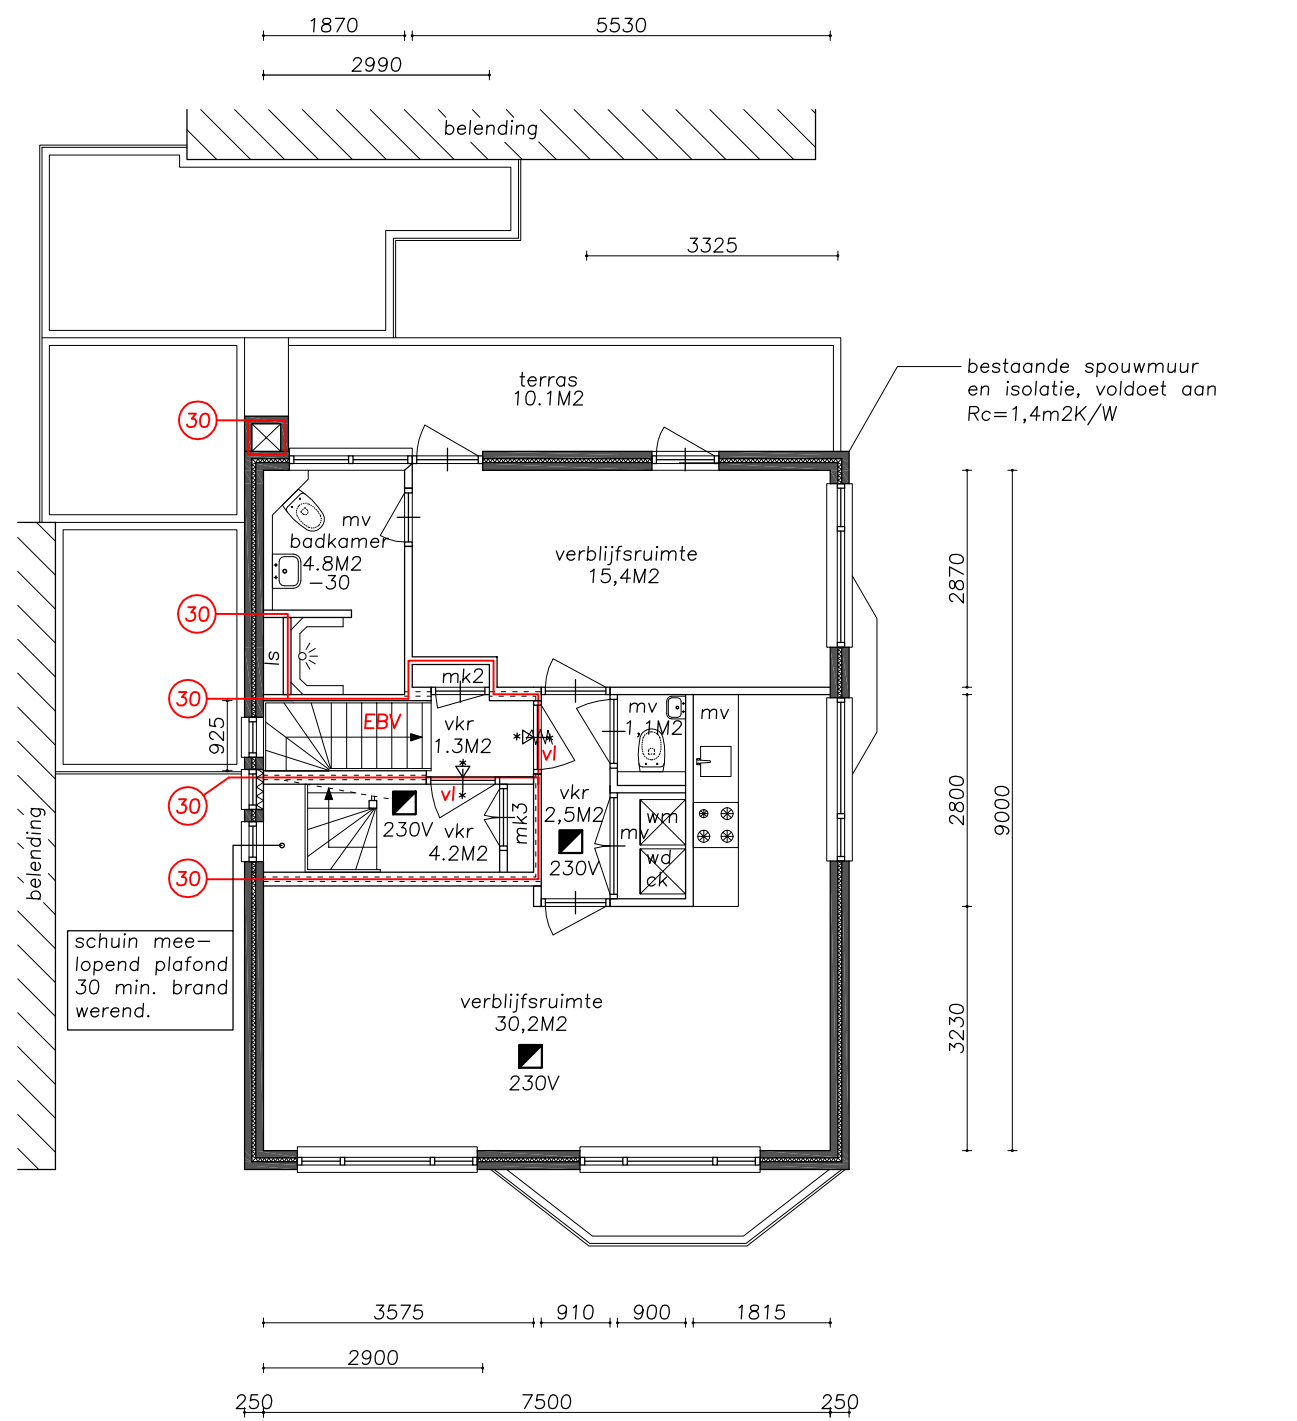 1870
5530
2990
belending
3325
terras
10.1M2
bestaande spouwmuur
en isolatie, voldoet aan
Rc=1,4m2K/W
30
mv
badkamer
4.8M2
-30
verblijfsruimte
15,4M2
2870
30
ls
mk2
30
925
EBV
vkr
1.3M2
vl
mv
1,1M2
mv
30
vl
230V
vkr
4.2M2
mk3
vkr
2,5M2
230V
mv
wm
wd
ck
2800
9000
belending
30
schuin mee-
lopend plafond
30 min. brand
werend.
verblijfsruimte
30,2M2
230V
3230
3575
910
900
1815
2900
250
7500
250